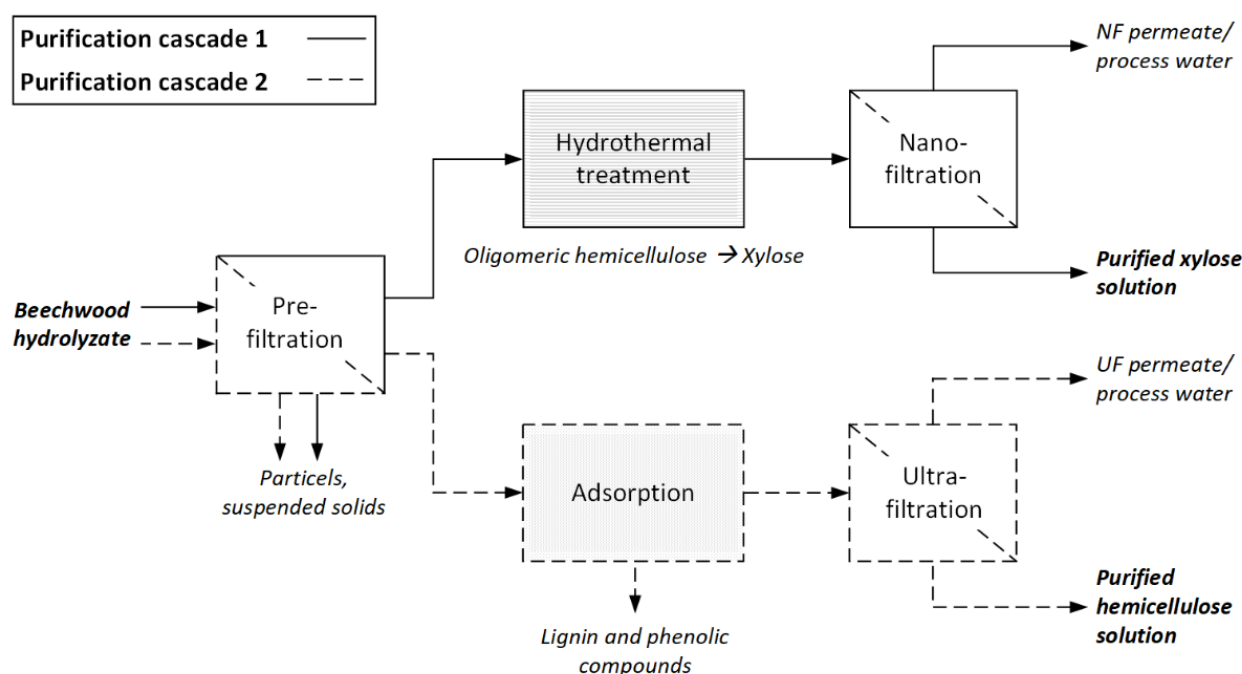 Purification cascade 1
Purification cascade 2
NF permeate/
process water
Hydrothermal
treatment
Nano-
filtration
Oligomeric hemicellulose → Xylose
Purified xylose
solution
Beechwood
hydrolyzate
Pre-
filtration
Particels,
suspended solids
UF permeate/
process water
Adsorption
Ultra-
filtration
Lignin and phenolic
compounds
Purified
hemicellulose
solution